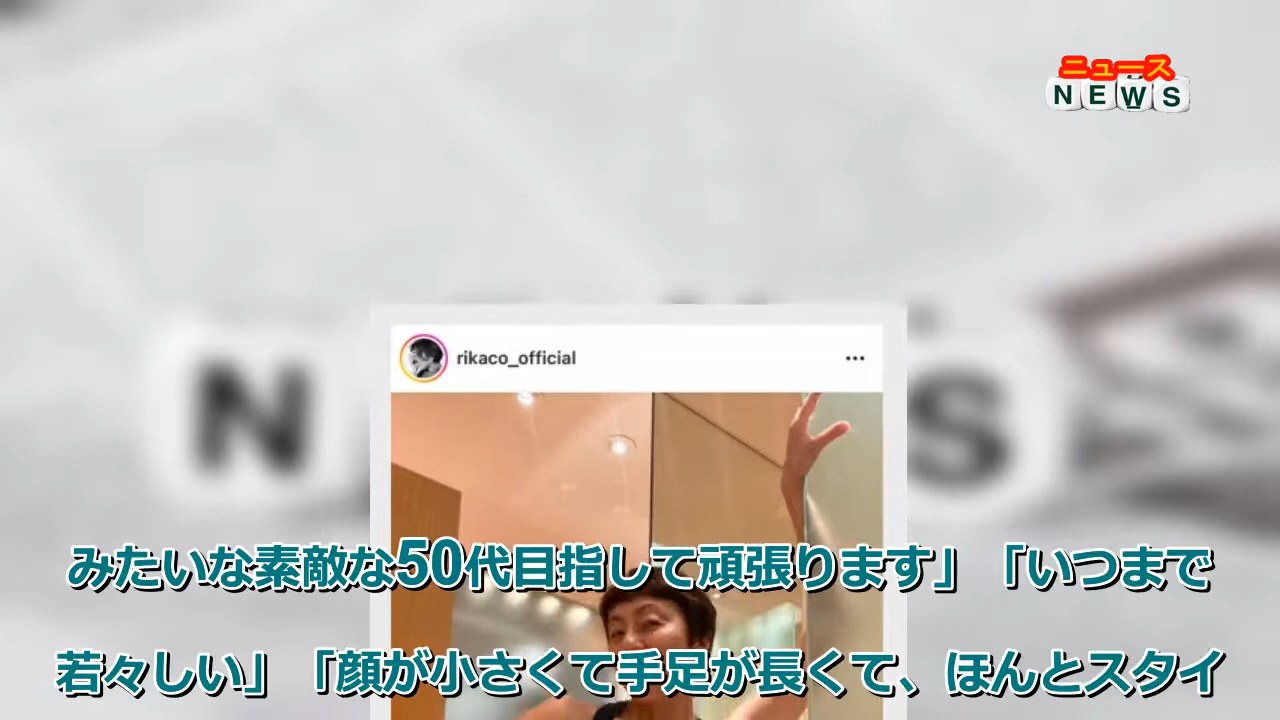 ニュース
NEWS
N S
rikaco_official
みたいな素敵な50代目指して頑張ります」「いつまで
若々しい」「顔が小さくて手足が長くて、ほんとスタイ